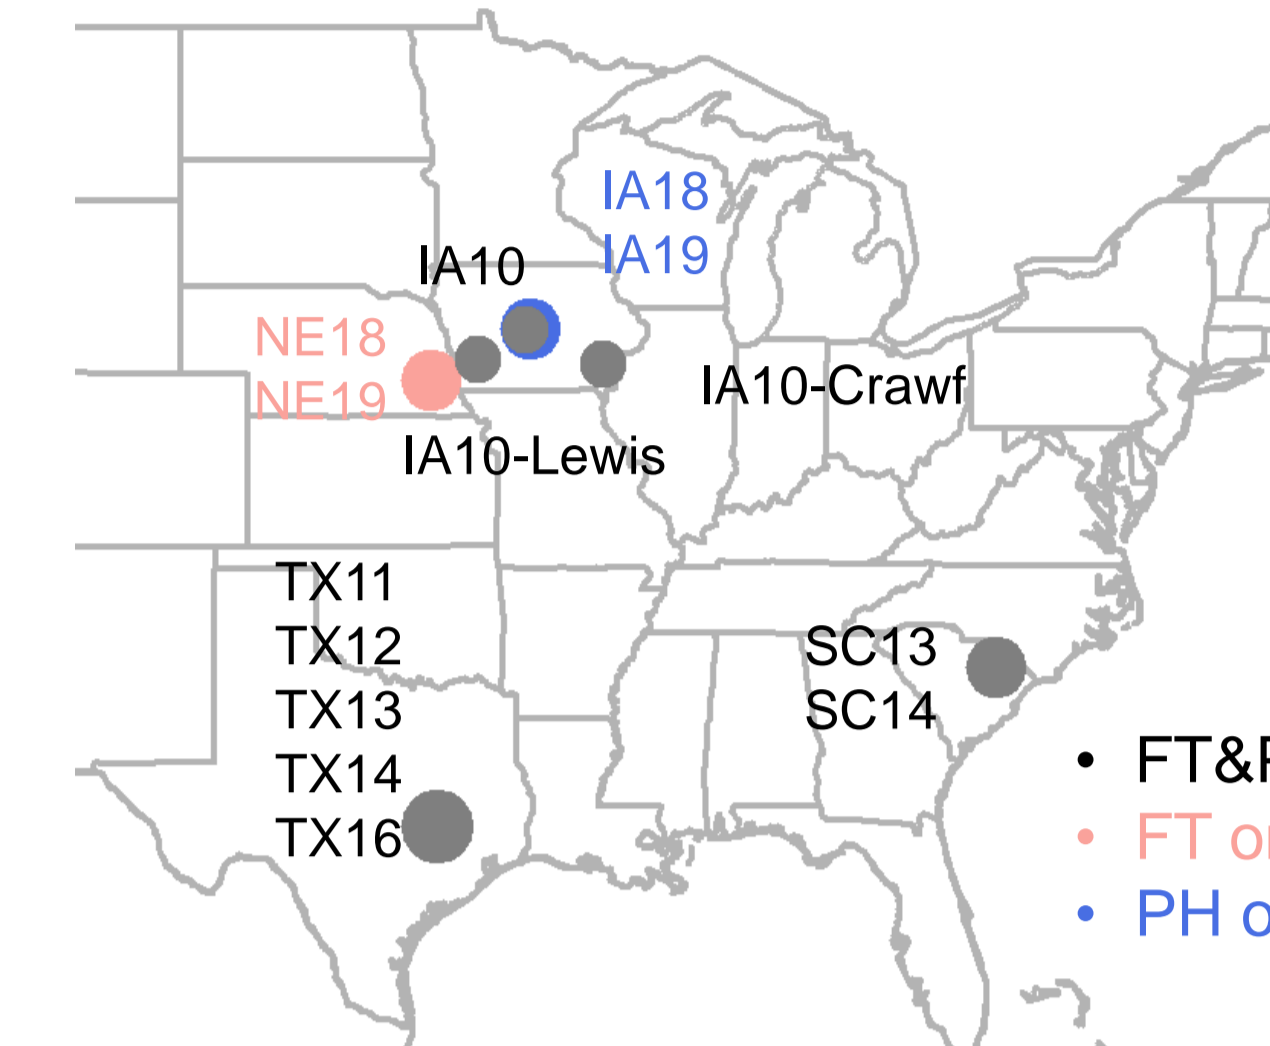 IA18
IA19
IA10
NE18
NE19
IA10-Crawf
IA10-Lewis
TX11
TX12
TX13
TX14
TX16
SC13
SC14
• FT&
• FT
• PH